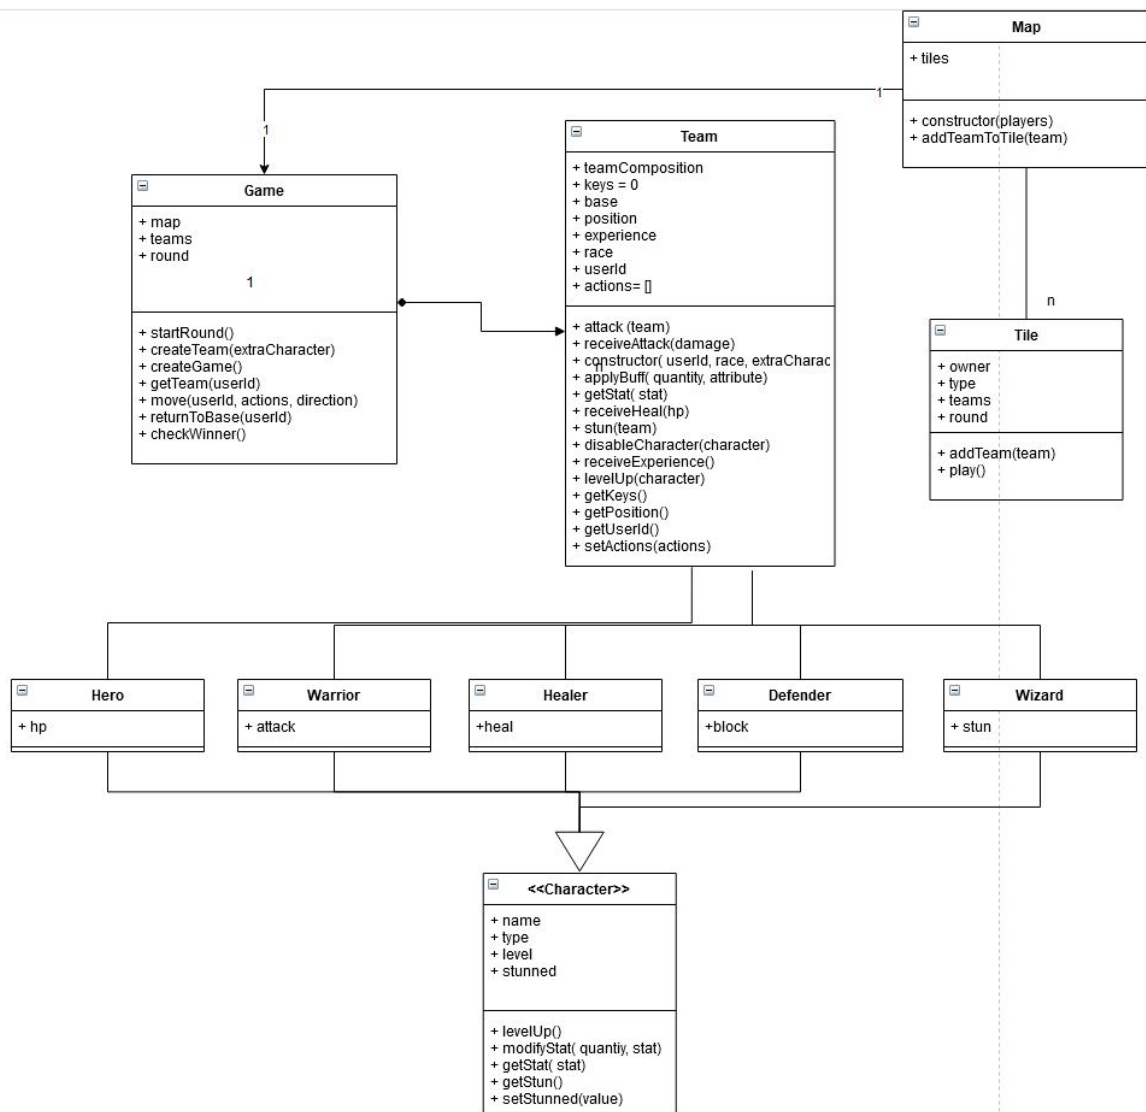 Map
+ tiles
+ constructor(players)
+ addTeamToTile(team)
1
1
Game
+ map
+ teams
+ round
1
+ startRound()
+ createTeam(extraCharacter)
+ createGame()
+ getTeam(userId)
+ move(userId, actions, direction)
+ returnToBase(userId)
+ checkWinner()
Team
+ teamComposition
+ keys = 0
+ base
+ position
+ experience
+ race
+ userId
+ actions= []
+ attack (team)
+ receiveAttack(damage)
+ constructor( userId, race, extraCharac
n
+ applyBuff( quantity, attribute)
+ getStat( stat)
+ receiveHeal(hp)
+ stun(team)
+ disableCharacter(character)
+ receiveExperience()
+ levelUp(character)
+ getKeys()
+ getPosition()
+ getUserId()
+ setActions(actions)
n
Tile
+ owner
+ type
+ teams
+ round
+ addTeam(team)
+ play()
Hero
+ hp
Warrior
+ attack
Healer
+heal
Defender
+block
Wizard
+ stun
<<Character>>
+ name
+ type
+ level
+ stunned
+ levelUp()
+ modifyStat( quantiy, stat)
+ getStat( stat)
+ getStun()
+ setStunned(value)